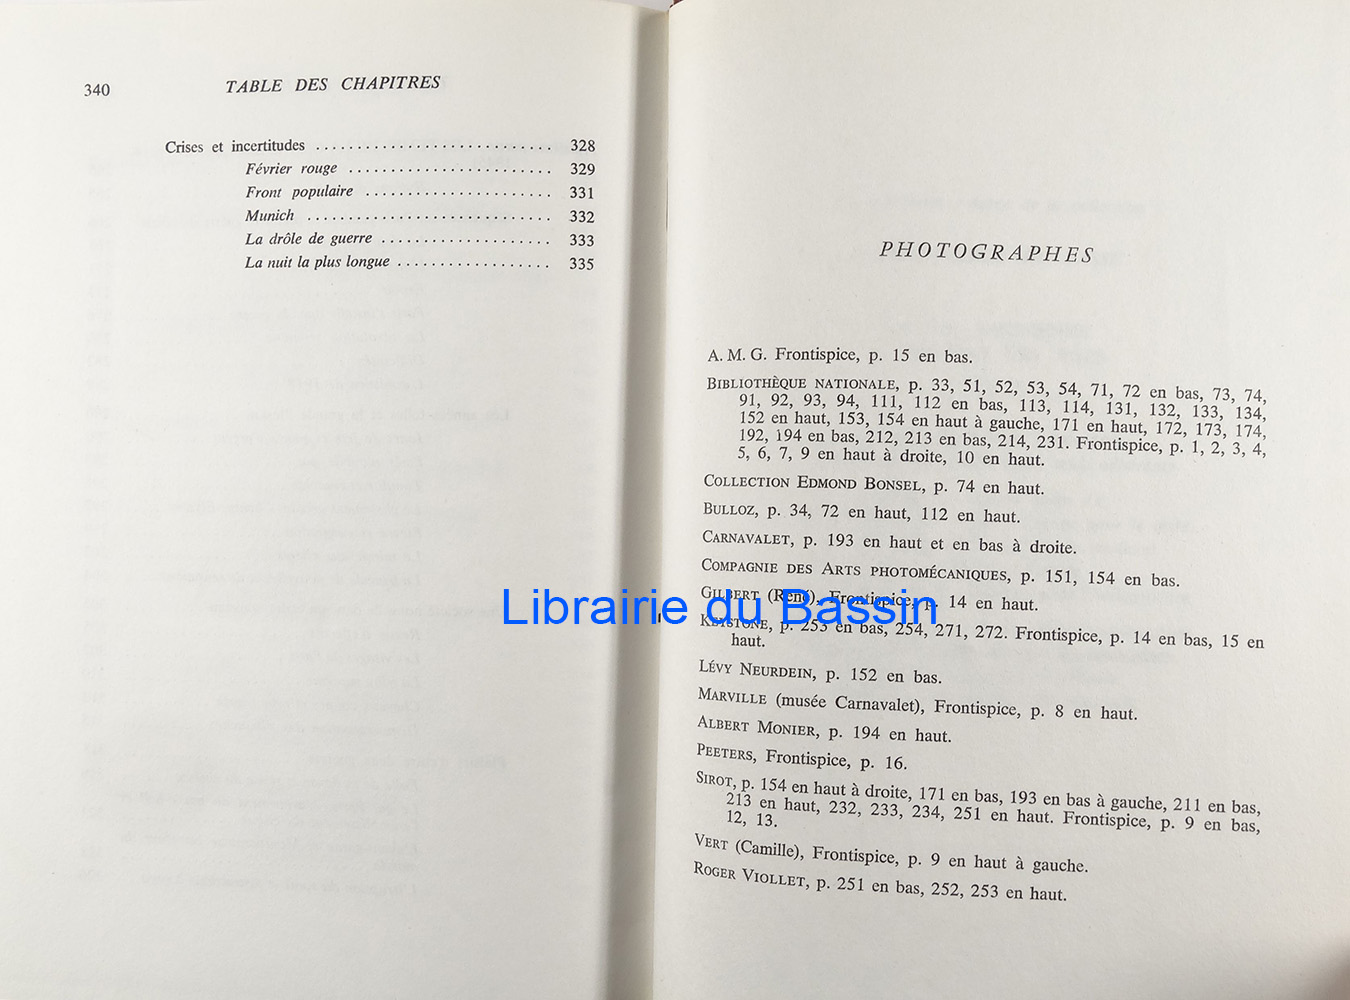 340 TABLE DES CHAPITRES
Crises et incertitudes ............................ 328
Février rouge ........................ 329
Front populaire ...................... 331
Munich ............................. 332
La drôle de guerre .................... 333
La nuit la plus longue .................. 335
PHOTOGRAPHES
A. M. G. Frontispice, p. 15 en bas.
BIBLIOTHÈQUE NATIONALE, p. 33, 51, 52, 53, 54, 71, 72 en bas, 73, 74,
91, 92, 93, 94, 111, 112 en bas, 113, 114, 131, 132, 133, 134,
152 en haut, 153, 154 en haut à gauche, 171 en haut, 172, 173, 174,
192, 194 en bas, 212, 213 en bas, 214, 231. Frontispice, p. 1, 2, 3, 4,
5, 6, 7, 9 en haut à droite, 10 en haut.
COLLECTION EDMOND BONSEL, p. 74 en haut.
BULLOZ, p. 34, 72 en haut, 112 en haut.
CARNAVALET, p. 193 en haut et en bas à droite.
COMPAGNIE DES ARTS PHOTOMÉCANIQUES, p. 151, 154 en bas.
GILBERT (René), Frontispice, p. 14 en haut.
Librairie du Bassin
KEYSTONE, p. 253 en bas, 254, 271, 272. Frontispice, p. 14 en bas, 15 en
haut.
LÉVY NEURDEIN, p. 152 en bas.
MARVILLE (musée Carnavalet), Frontispice, p. 8 en haut.
ALBERT MONIER, p. 194 en haut.
PEETERS, Frontispice, p. 16.
SIROT, p. 154 en haut à droite, 171 en bas, 193 en bas à gauche, 211 en bas,
213 en haut, 232, 233, 234, 251 en haut. Frontispice, p. 9 en bas,
12, 13.
VERT (Camille), Frontispice, p. 9 en haut à gauche.
ROGER VIOLLET, p. 251 en bas, 252, 253 en haut.